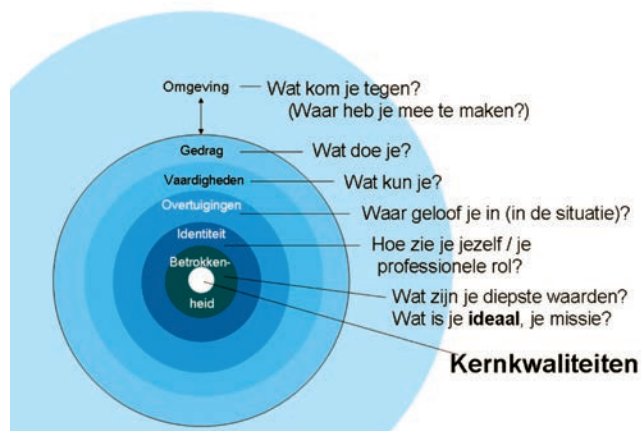 Omgeving
Wat kom je tegen?
(Waar heb je mee te maken?)
Gedrag
Wat doe je?
Vaardigheden
Wat kun je?
Overtuigingen
Waar geloof je in (in de situatie)?
Identiteit
Hoe zie je jezelf / je
professionele rol?
Betrokken-
heid
Wat zijn je diepste waarden?
Wat is je ideaal, je missie?
Kernkwaliteiten